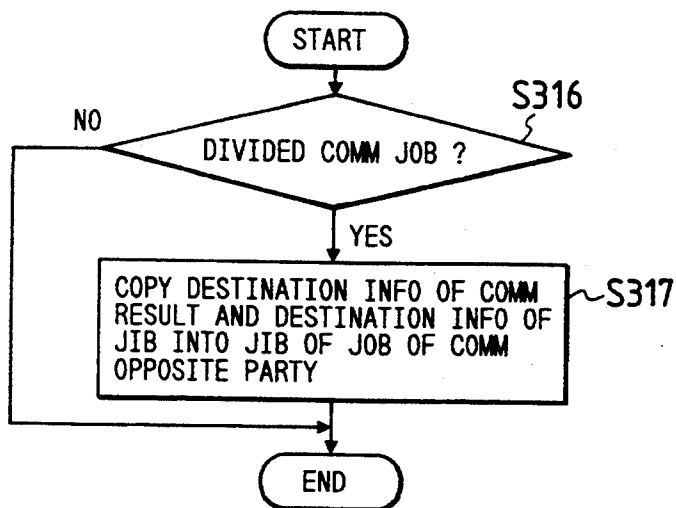 START
S316
NO
DIVIDED COMM JOB ?
YES
COPY DESTINATION INFO OF COMM
RESULT AND DESTINATION INFO OF
JIB INTO JIB OF JOB OF COMM
OPPOSITE PARTY
S317
END